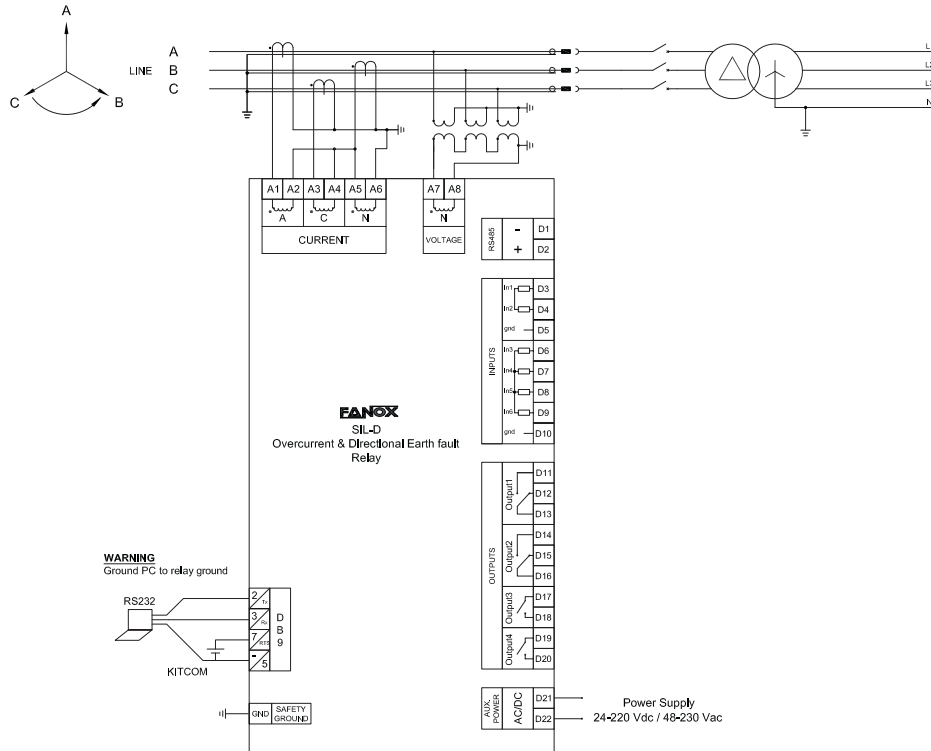 A
C
B
LINE
A
B
C
L
L
L
N
A1 A2 A3 A4 A5 A6
A C N
CURRENT
A7 A8
N
VOLTAGE
RS485
- D1
+ D2
INPUTS
In1 D3
In2 D4
gnd D5
In3 D6
In4 D7
In5 D8
In6 D9
gnd D10
FANOX
SIL-D
Overcurrent & Directional Earth fault
Relay
OUTPUTS
Output1
D11
D12
D13
Output2
D14
D15
D16
Output3
D17
D18
Output4
D19
D20
WARNING
Ground PC to relay ground
RS232
KITCOM
2 Tx
3 Rx
7 RTS
- 5
DB9
GND SAFETY GROUND
AUX. POWER
AC/DC
D21
D22
Power Supply
24-220 Vdc / 48-230 Vac